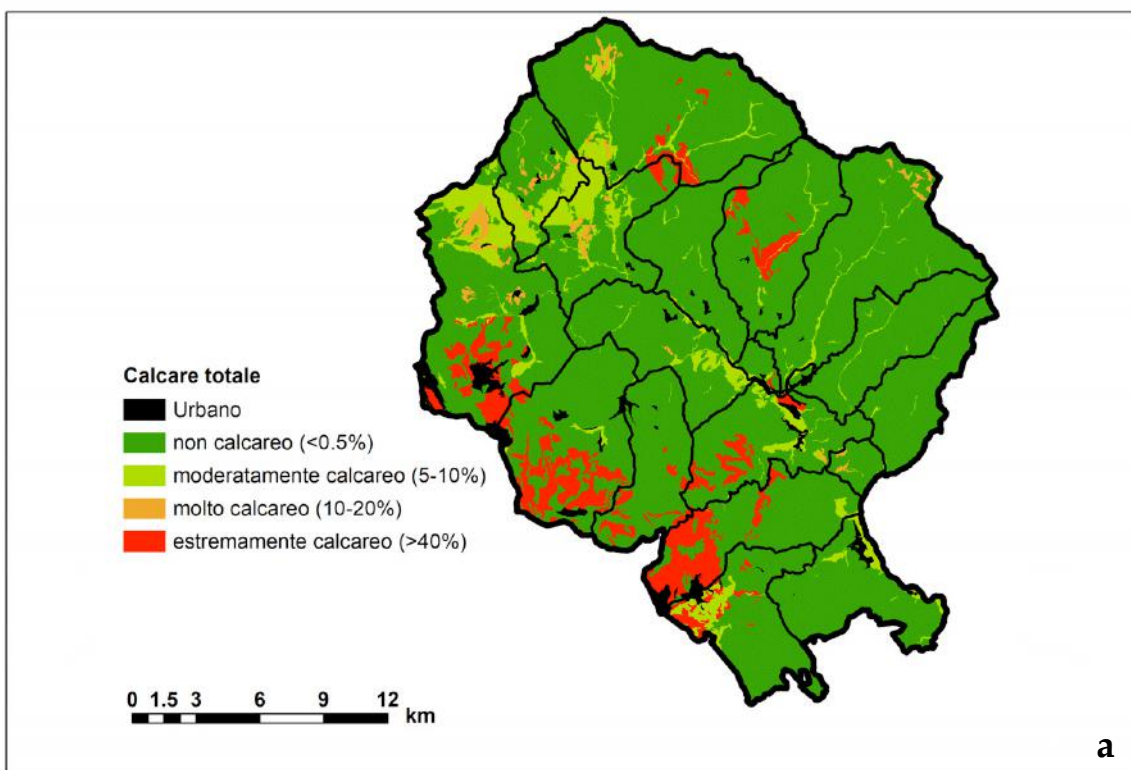 Calcare totale
Urbano
non calcareo (<0.5%)
moderatamente calcareo (5-10%)
molto calcareo (10-20%)
estremamente calcareo (>40%)
0 1.5 3 6 9 12
km
a